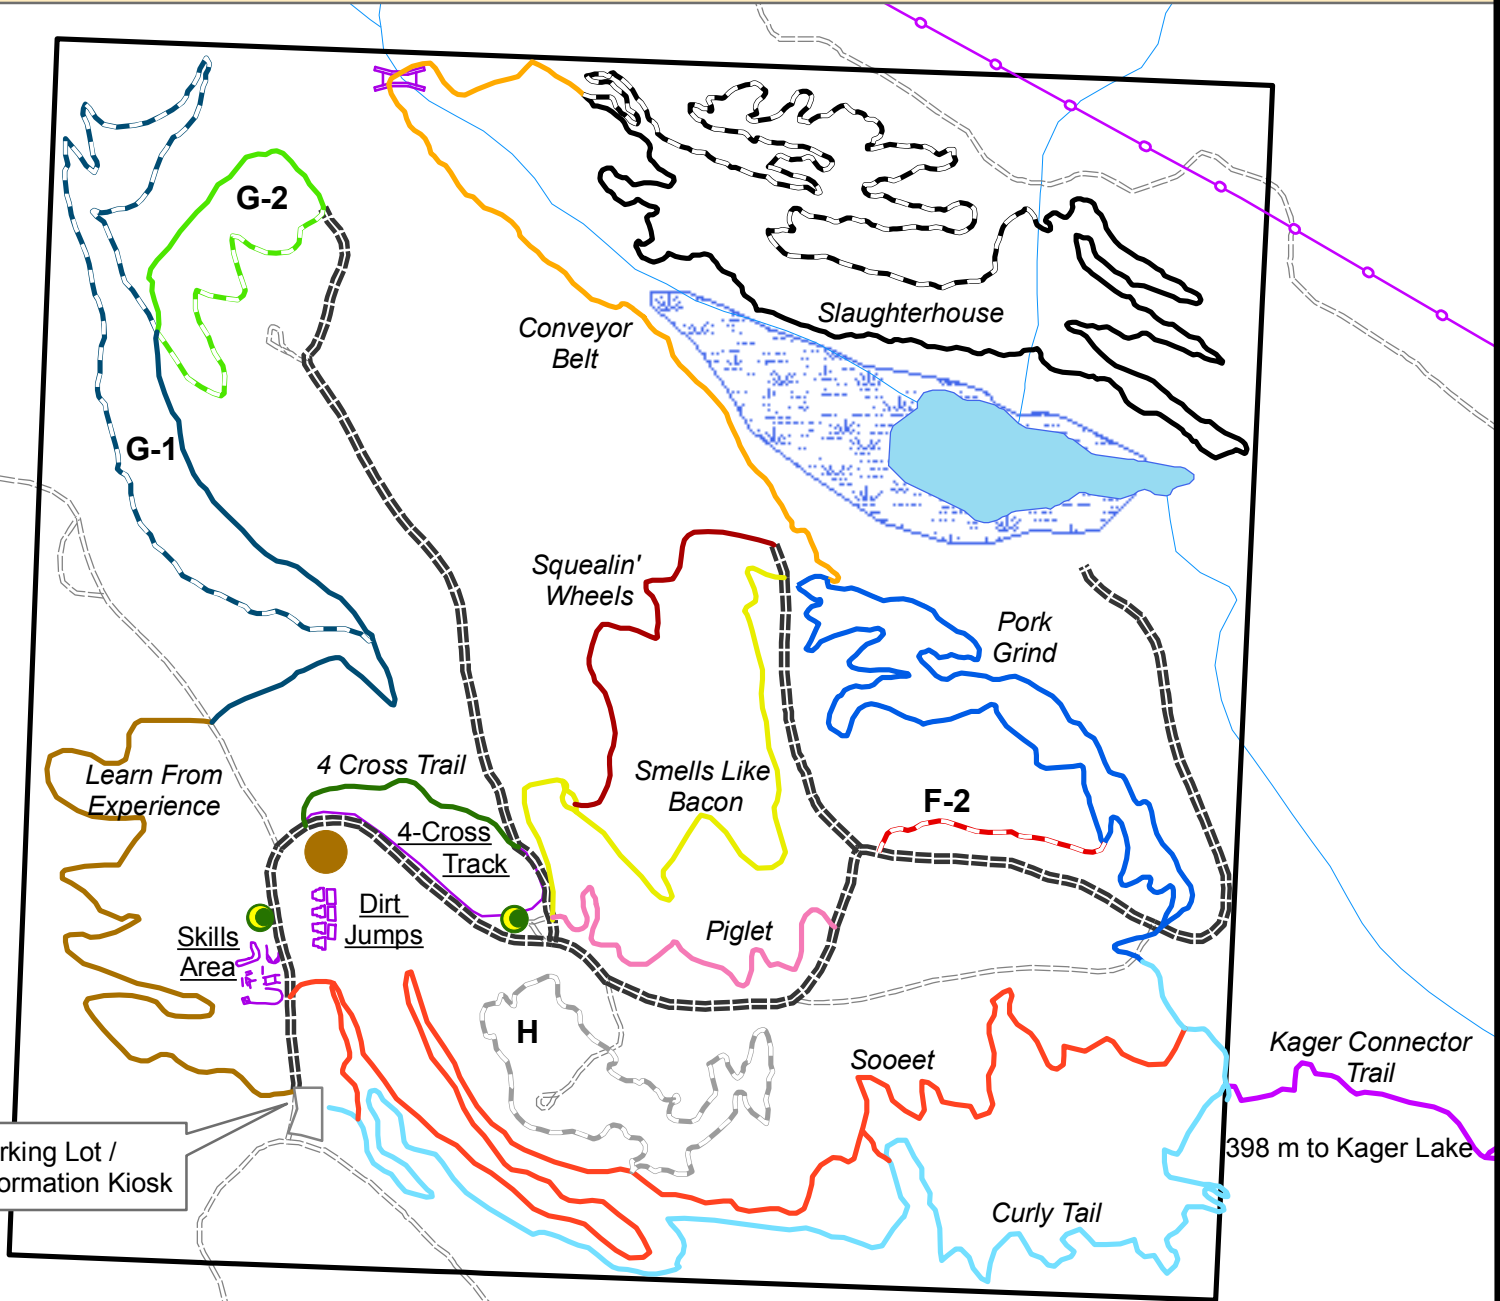 G-2
Slaughterhouse
Conveyor
Belt
G-1
Squealin'
Wheels
Pork
Grind
Learn From
Experience
4 Cross Trail
Smells Like
Bacon
F-2
4-Cross
Track
Dirt
Jumps
Skills
Area
Piglet
H
Sooeet
Kager Connector
Trail
rking Lot /
ormation Kiosk
398 m to Kager Lake
Curly Tail